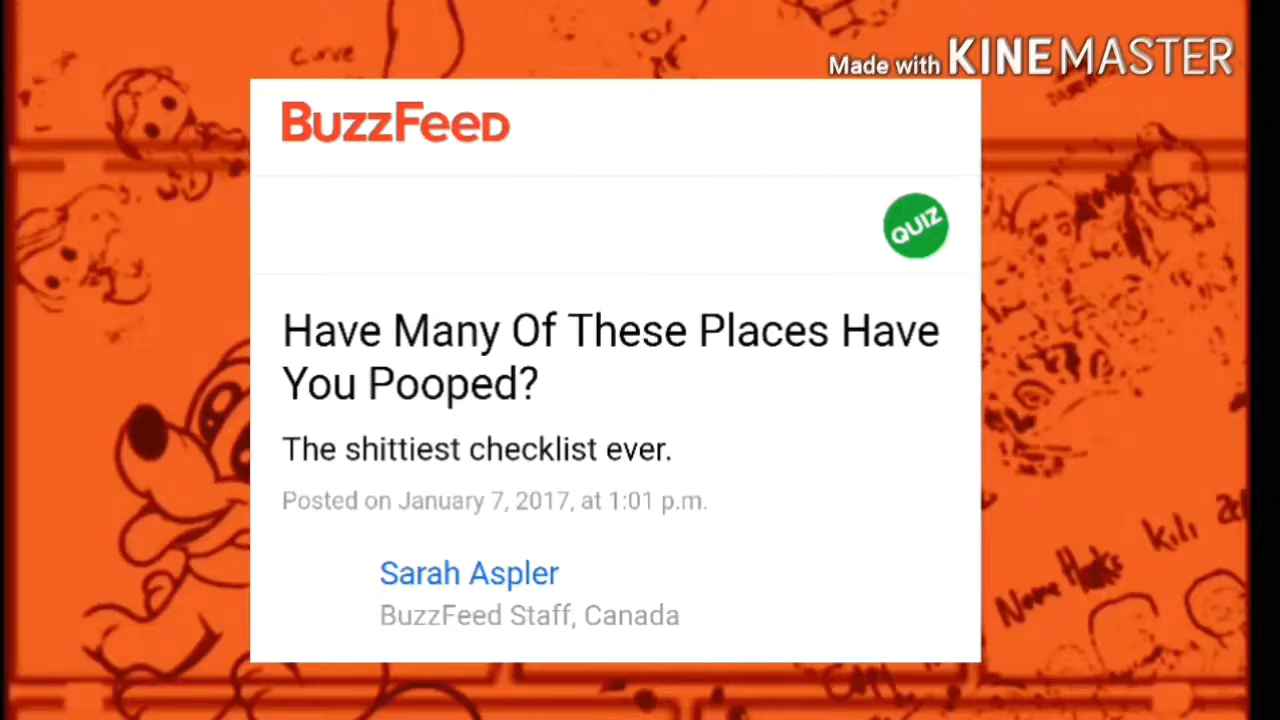 curve
Made with KINEMASTER
BuzzFeed
QUIZ
Have Many Of These Places Have
You Pooped?
The shittiest checklist ever.
Posted on January 7, 2017, at 1:01 p.m.
Sarah Aspler
BuzzFeed Staff, Canada